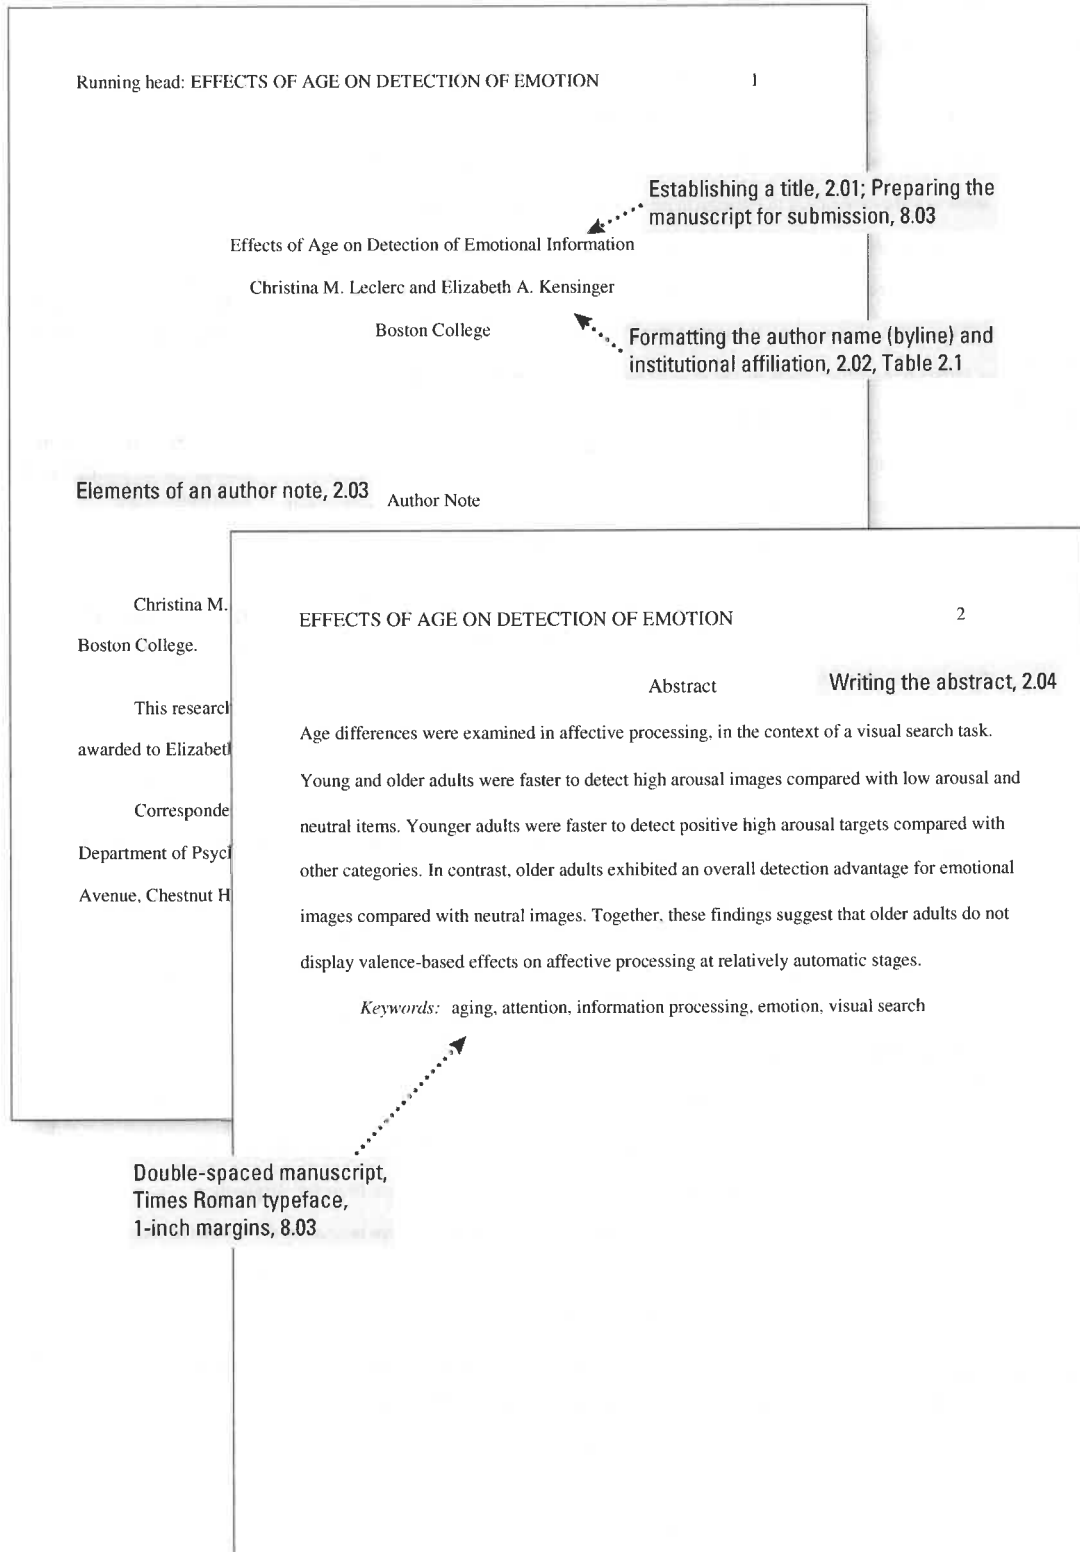 Running head: EFFECTS OF AGE ON DETECTION OF EMOTION 1
Establishing a title, 2.01; Preparing the
manuscript for submission, 8.03
Effects of Age on Detection of Emotional Information
Christina M. Leclerc and Elizabeth A. Kensinger
Boston College
Formatting the author name (byline) and
institutional affiliation, 2.02, Table 2.1
Elements of an author note, 2.03
Author Note
Christina M.
Boston College.
This research
awarded to Elizabeth
Corresponde
Department of Psych
Avenue, Chestnut H
EFFECTS OF AGE ON DETECTION OF EMOTION 2
Abstract
Writing the abstract, 2.04
Age differences were examined in affective processing, in the context of a visual search task.
Young and older adults were faster to detect high arousal images compared with low arousal and
neutral items. Younger adults were faster to detect positive high arousal targets compared with
other categories. In contrast, older adults exhibited an overall detection advantage for emotional
images compared with neutral images. Together, these findings suggest that older adults do not
display valence-based effects on affective processing at relatively automatic stages.
Keywords: aging, attention, information processing, emotion, visual search
Double-spaced manuscript,
Times Roman typeface,
1-inch margins, 8.03